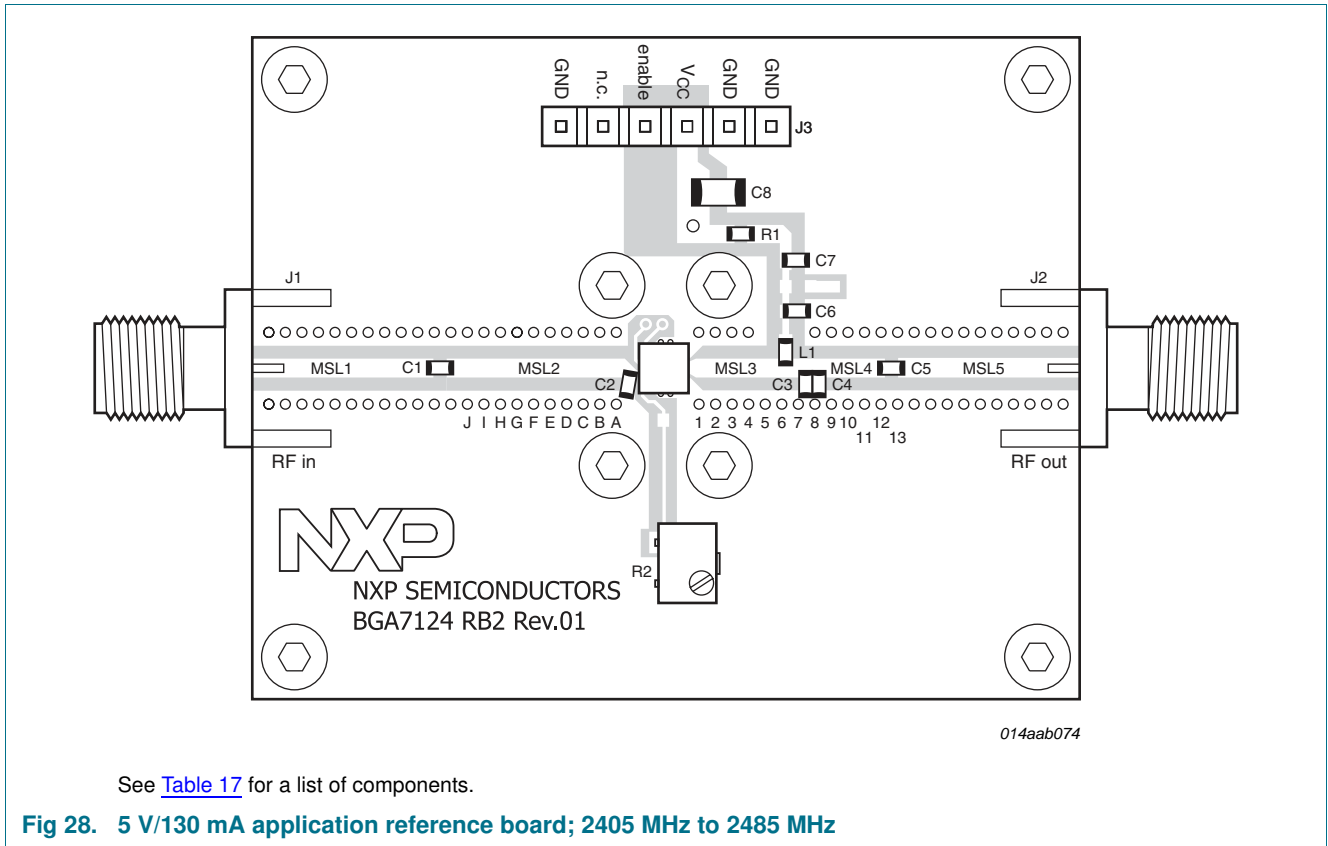 GND n.c. enable VCC GND GND
J3
C8
R1
C7
J1 J2
C6
L1
MSL1 C1 MSL2 MSL3 MSL4 C5 MSL5
C2 C3 C4
J I H G F E D C B A 1 2 3 4 5 6 7 8 9 10 12
11 13
RF in RF out
NXP
R2
NXP SEMICONDUCTORS
BGA7124 RB2 Rev.01
014aab074
See Table 17 for a list of components.
Fig 28. 5 V/130 mA application reference board; 2405 MHz to 2485 MHz